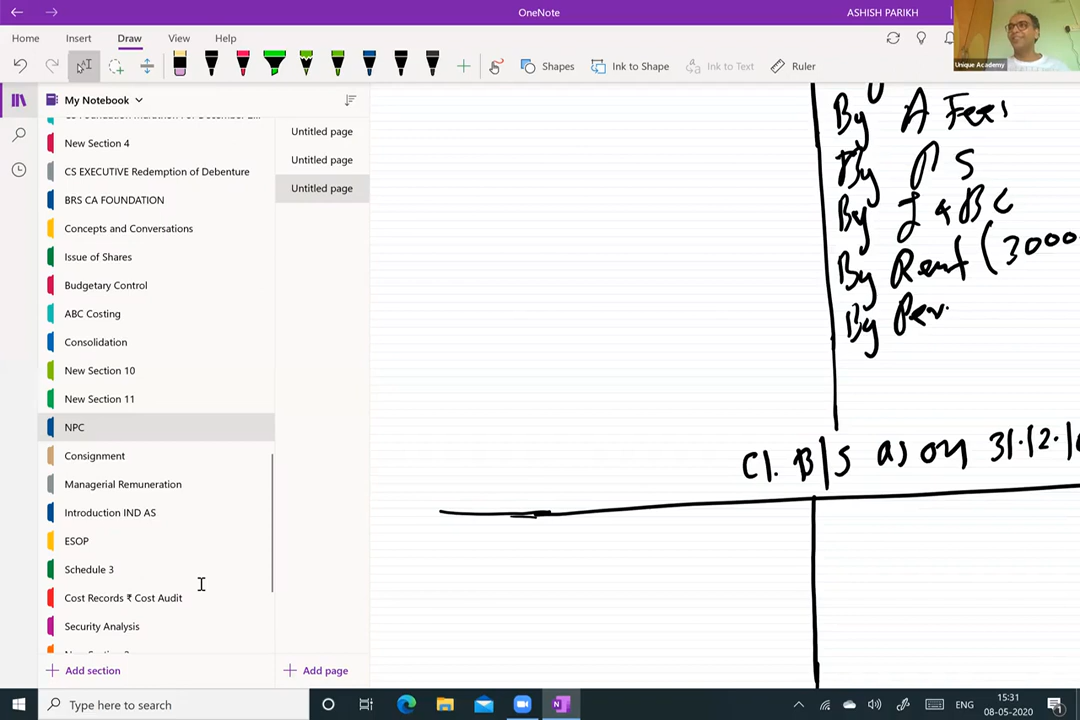 OneNote
ASHISH PARIKH
Unique Academy
Home Insert Draw View Help
Shapes Ink to Shape Ink to Text Ruler
My Notebook
New Section 4
CS EXECUTIVE Redemption of Debenture
BRS CA FOUNDATION
Concepts and Conversations
Issue of Shares
Budgetary Control
ABC Costing
Consolidation
New Section 10
New Section 11
NPC
Consignment
Managerial Remuneration
Introduction IND AS
ESOP
Schedule 3
Cost Records ₹ Cost Audit
Security Analysis
Add section
Untitled page
Untitled page
Untitled page
Add page
By A Fees
By P S
By L & B C
By Rent (3000
By Per.
Cl. B/S as on 31.12.1
Type here to search
ENG
15:31
08-05-2020
1